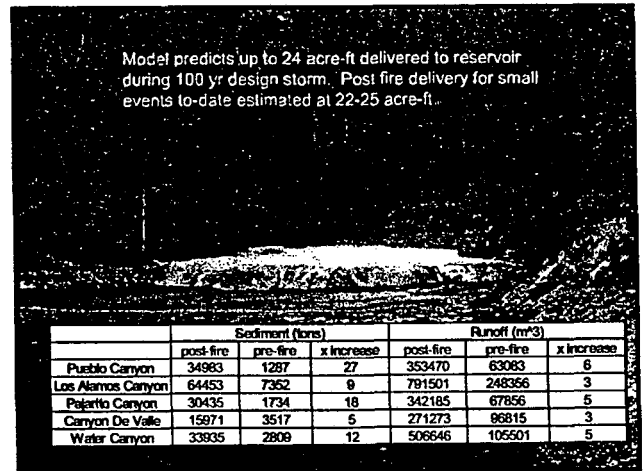 Model predicts up to 24 acre-ft delivered to reservoir
during 100 yr design storm. Post fire delivery for small
events to-date estimated at 22-25 acre-ft.
Sediment (tons) Runoff (m^3)
post-fire pre-fire x increase post-fire pre-fire x increase
Pueblo Canyon 34983 1287 27 353470 63083 6
Los Alamos Canyon 64453 7352 9 791501 248356 3
Pajarito Canyon 30435 1734 18 342185 67856 5
Canyon De Valle 15971 3517 5 271273 96815 3
Water Canyon 33935 2809 12 506646 105501 5